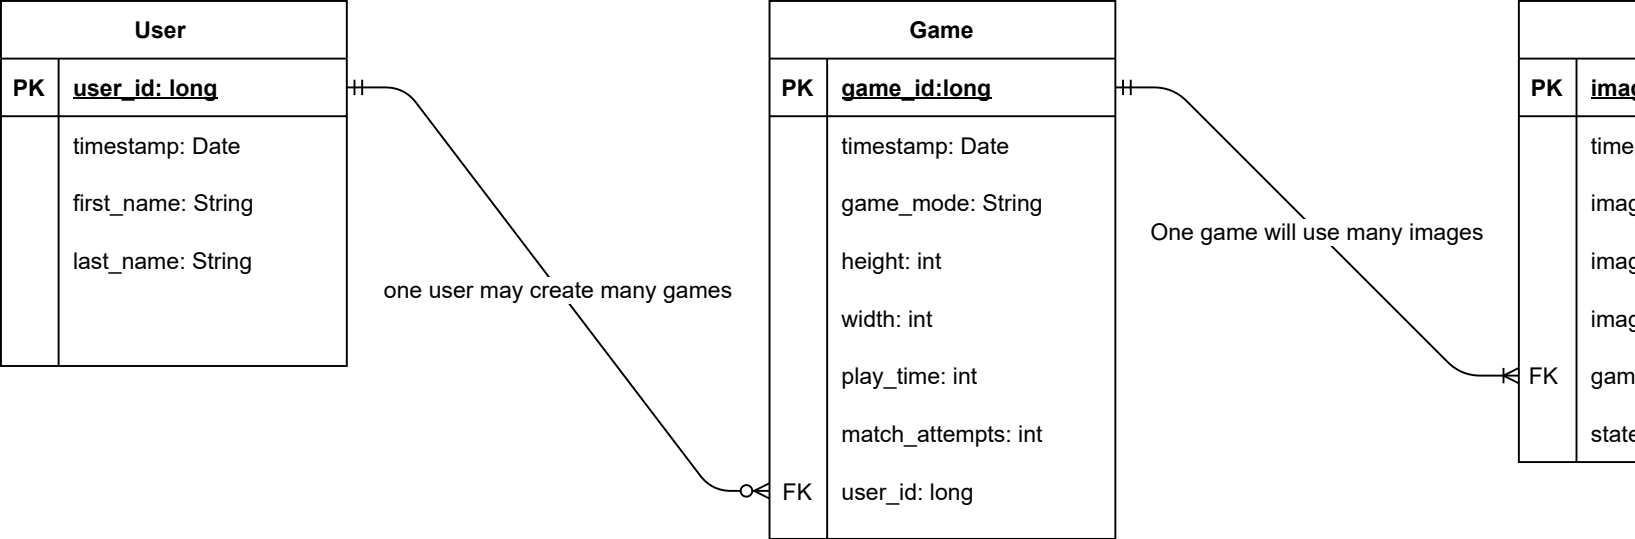 User
PK
user_id: long
timestamp: Date
first_name: String
last_name: String
one user may create many games
Game
PK
game_id:long
timestamp: Date
game_mode: String
height: int
width: int
play_time: int
match_attempts: int
FK
user_id: long
One game will use many images
PK
FK